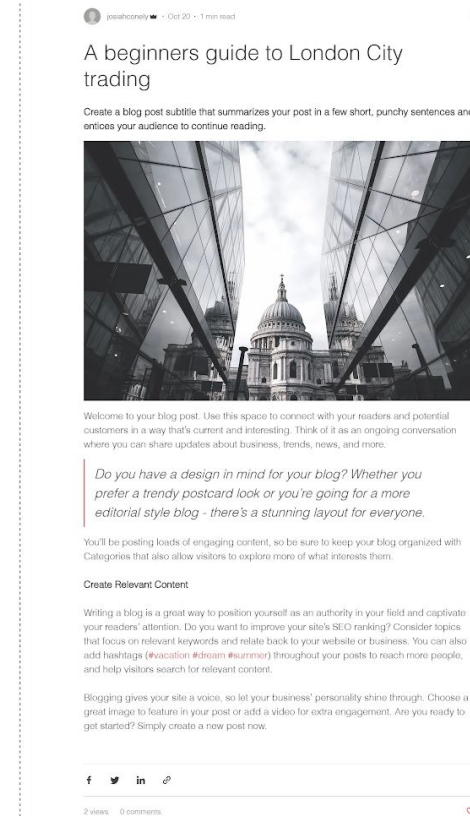 josiahconely · Oct 20 · 1 min read
A beginners guide to London City
trading
Create a blog post subtitle that summarizes your post in a few short, punchy sentences and
entices your audience to continue reading.
Welcome to your blog post. Use this space to connect with your readers and potential
customers in a way that's current and interesting. Think of it as an ongoing conversation
where you can share updates about business, trends, news, and more.
Do you have a design in mind for your blog? Whether you
prefer a trendy postcard look or you're going for a more
editorial style blog - there's a stunning layout for everyone.
You'll be posting loads of engaging content, so be sure to keep your blog organized with
Categories that also allow visitors to explore more of what interests them.
Create Relevant Content
Writing a blog is a great way to position yourself as an authority in your field and captivate
your readers' attention. Do you want to improve your site's SEO ranking? Consider topics
that focus on relevant keywords and relate back to your website or business. You can also
add hashtags (#vacation #dream #summer) throughout your posts to reach more people,
and help visitors search for relevant content.
Blogging gives your site a voice, so let your business' personality shine through. Choose a
great image to feature in your post or add a video for extra engagement. Are you ready to
get started? Simply create a new post now.
2 views 0 comments